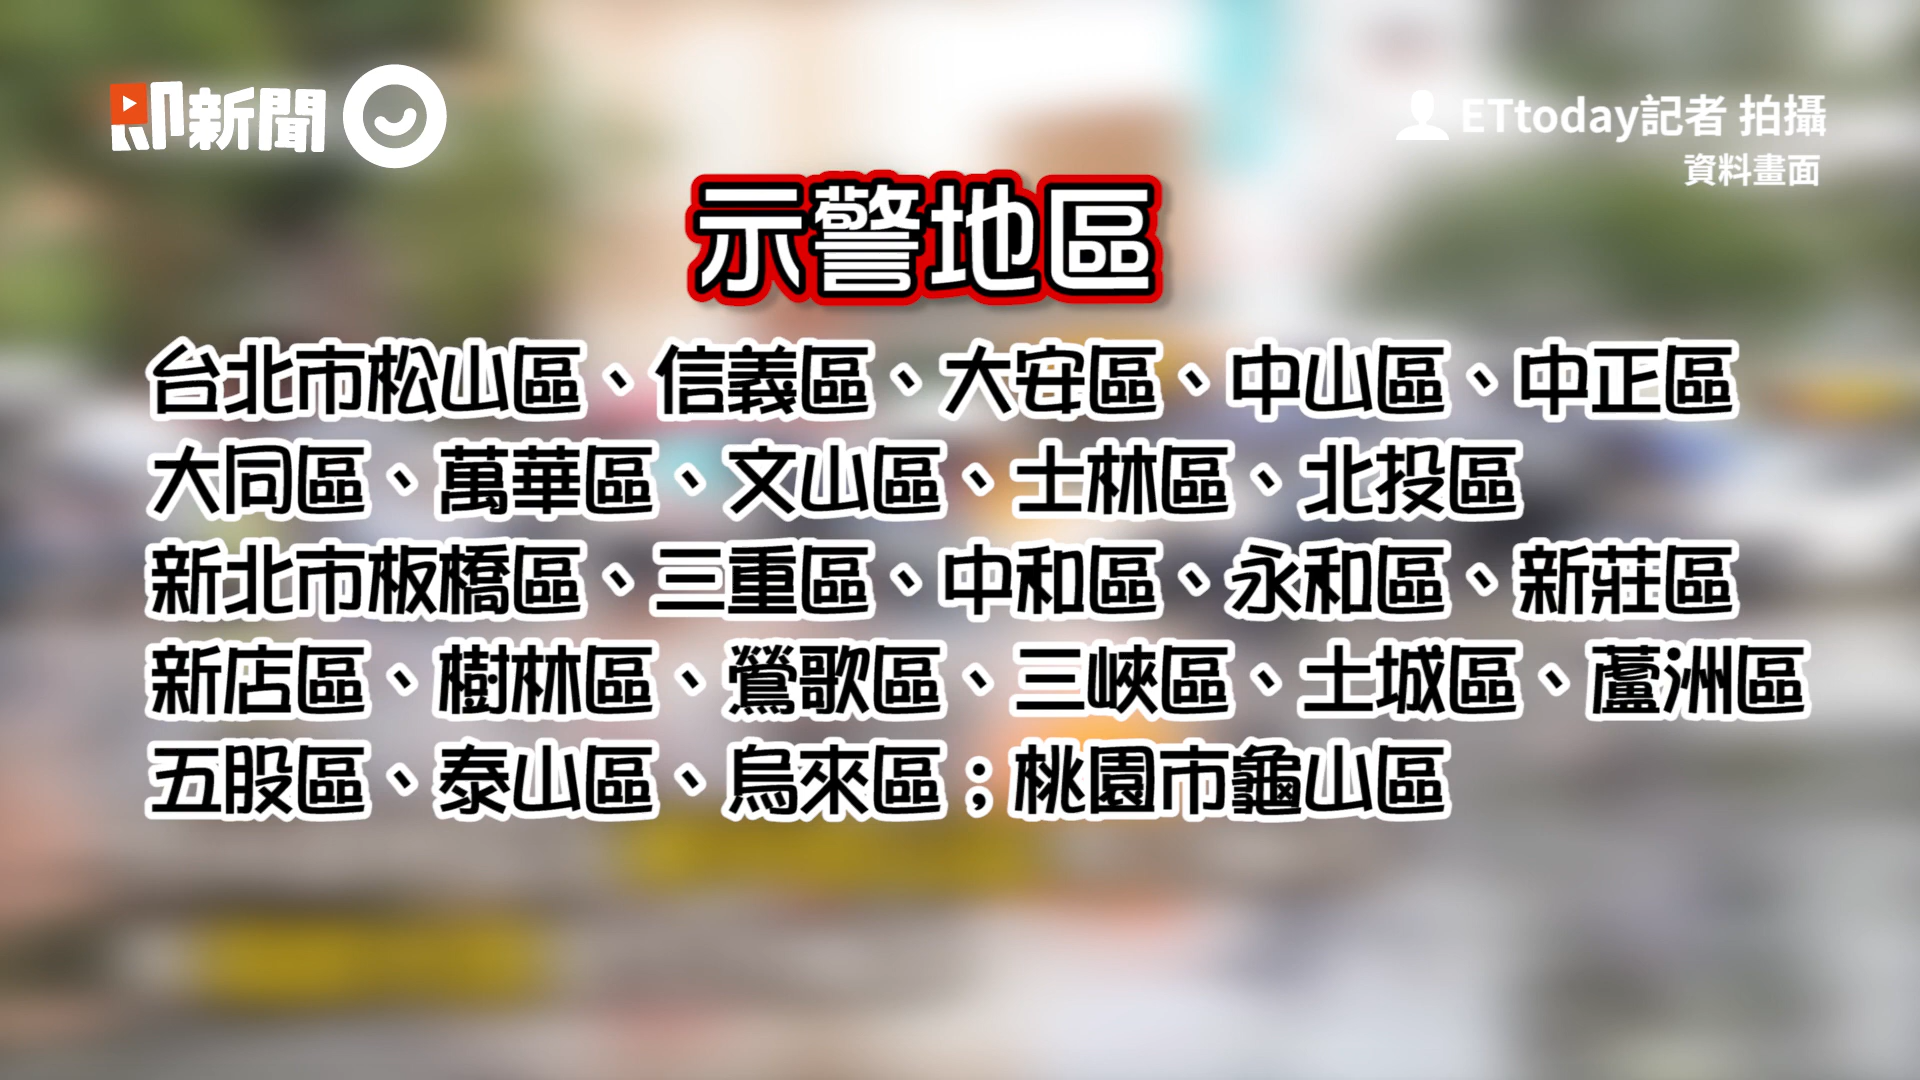 即新聞
ETtoday記者 拍攝
資料畫面
示警地區
台北市松山區、信義區、大安區、中山區、中正區
大同區、萬華區、文山區、士林區、北投區
新北市板橋區、三重區、中和區、永和區、新莊區
新店區、樹林區、鶯歌區、三峽區、土城區、蘆洲區
五股區、泰山區、烏來區；桃園市龜山區